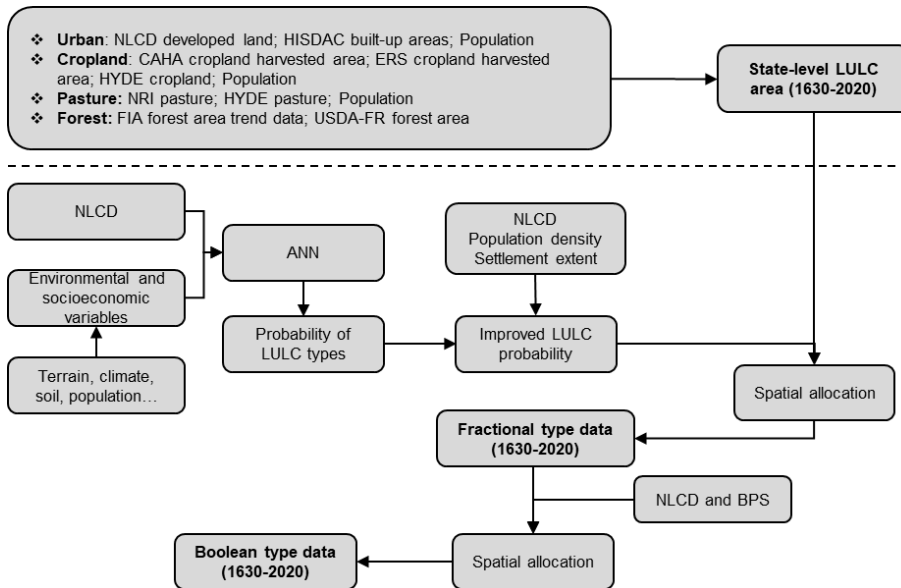 ❖ Urban: NLCD developed land; HISDAC built-up areas; Population
❖ Cropland: CAHA cropland harvested area; ERS cropland harvested
area; HYDE cropland; Population
❖ Pasture: NRI pasture; HYDE pasture; Population
❖ Forest: FIA forest area trend data; USDA-FR forest area
State-level LULC
area (1630-2020)
NLCD
Environmental and
socioeconomic
variables
Terrain, climate,
soil, population…
ANN
Probability of
LULC types
NLCD
Population density
Settlement extent
Improved LULC
probability
Spatial allocation
Fractional type data
(1630-2020)
NLCD and BPS
Spatial allocation
Boolean type data
(1630-2020)